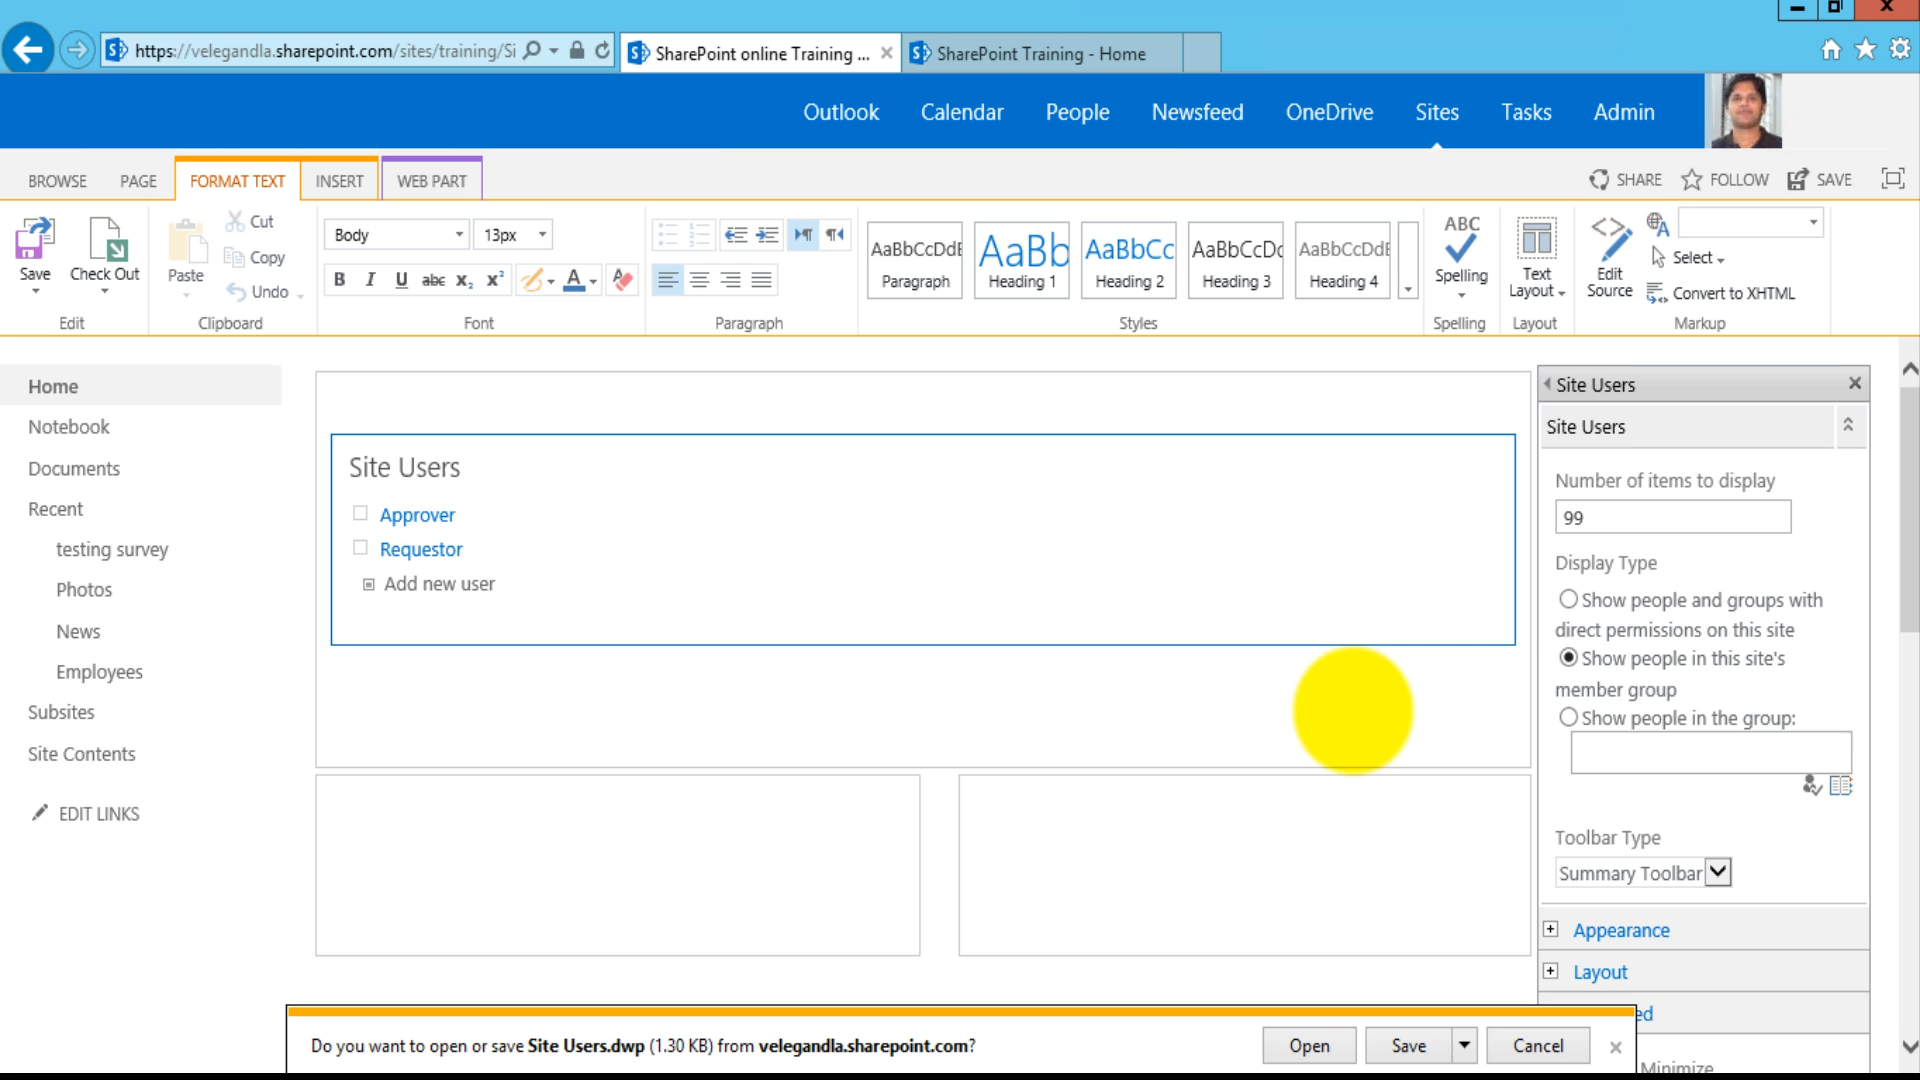 https://velegandla.sharepoint.com/sites/training/Si
SharePoint online Training ...
SharePoint Training - Home
Outlook
Calendar
People
Newsfeed
OneDrive
Sites
Tasks
Admin
BROWSE
PAGE
FORMAT TEXT
INSERT
WEB PART
SHARE
FOLLOW
SAVE
Save
Check Out
Edit
Paste
Cut
Copy
Undo
Clipboard
Body
13px
B I U abc x₂ x²
A
Font
Paragraph
AaBbCcDdE
Paragraph
AaBb
Heading 1
AaBbCc
Heading 2
AaBbCcDc
Heading 3
AaBbCcDdE
Heading 4
Styles
ABC
Spelling
Spelling
Text
Layout
Layout
Edit
Source
Select
Convert to XHTML
Markup
Home
Notebook
Documents
Recent
testing survey
Photos
News
Employees
Subsites
Site Contents
EDIT LINKS
Site Users
Approver
Requestor
Add new user
Site Users
Site Users
Number of items to display
99
Display Type
Show people and groups with
direct permissions on this site
Show people in this site's
member group
Show people in the group:
Toolbar Type
Summary Toolbar
Appearance
Layout
ed
Minimize
Do you want to open or save Site Users.dwp (1.30 KB) from velegandla.sharepoint.com?
Open
Save
Cancel